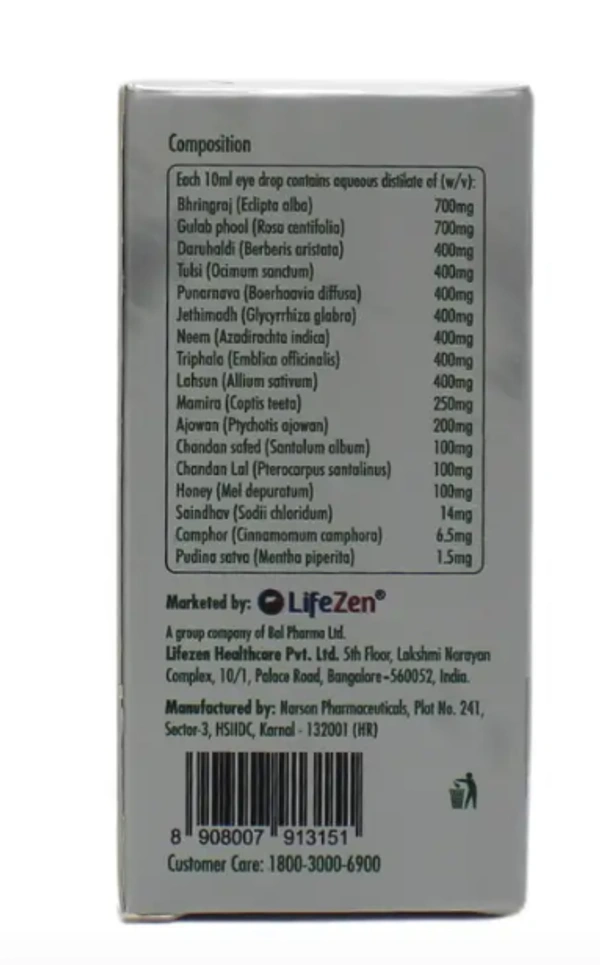 Composition
Each 10ml eye drop contains aqueous distilate of (w/v):
Bhringraj (Eclipta alba) 700mg
Gulab phool (Rosa centifolia) 700mg
Daruhaldi (Berberis aristata) 400mg
Tulsi (Ocimum sanctum) 400mg
Punarnava (Boerhaavia diffusa) 400mg
Jethimadh (Glycyrrhiza glabra) 400mg
Neem (Azadirachta indica) 400mg
Triphala (Emblica officinalis) 400mg
Lahsun (Allium sativum) 400mg
Mamira (Coptis teeta) 250mg
Ajowan (Ptychotis ajowan) 200mg
Chandan safed (Santalum album) 100mg
Chandan Lal (Pterocarpus santalinus) 100mg
Honey (Mel depuratum) 100mg
Saindhav (Sodii chloridum) 14mg
Camphor (Cinnamomum camphora) 6.5mg
Pudina satva (Mentha piperita) 1.5mg
Marketed by: LifeZen®
A group company of Bal Pharma Ltd.
Lifezen Healthcare Pvt. Ltd. 5th Floor, Lakshmi Narayan
Complex, 10/1, Palace Road, Bangalore-560052, India.
Manufactured by: Narson Pharmaceuticals, Plot No. 241,
Sector-3, HSIIDC, Karnal - 132001 (HR)
8 908007 913151
Customer Care: 1800-3000-6900